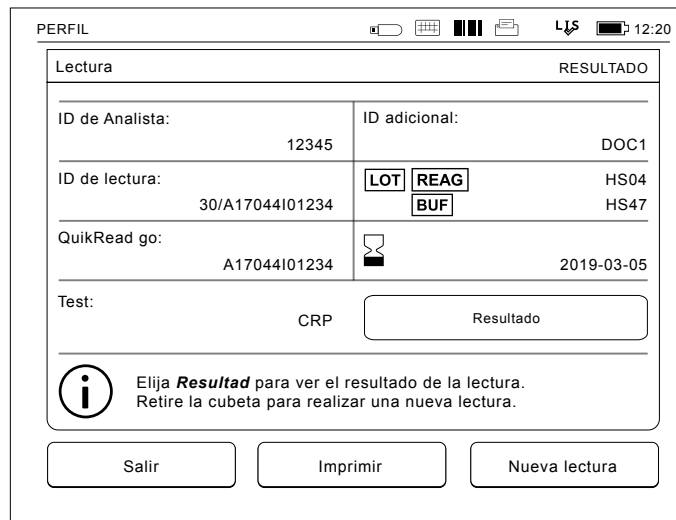 PERFIL LIS 12:20
Lectura RESULTADO
ID de Analista: ID adicional:
12345 DOC1
ID de lectura: LOT REAG HS04
30/A17044I01234 BUF HS47
QuikRead go:
A17044I01234 2019-03-05
Test:
CRP Resultado
i Elija Resultad para ver el resultado de la lectura.
Retire la cubeta para realizar una nueva lectura.
Salir Imprimir Nueva lectura